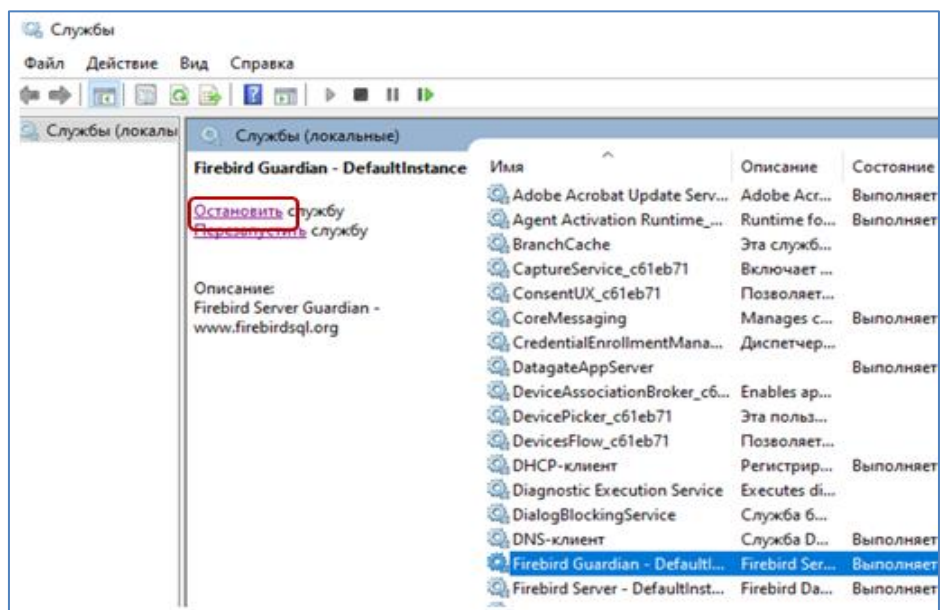 Службы
Файл Действие Вид Справка
Службы (локалы
Службы (локальные)
Firebird Guardian - DefaultInstance
Остановить службу
Перезапустить службу
Описание:
Firebird Server Guardian -
www.firebirdsql.org
Имя Описание Состояние
Adobe Acrobat Update Serv... Adobe Acr... Выполняет
Agent Activation Runtime_... Runtime fo... Выполняет
BranchCache Эта служб...
CaptureService_c61eb71 Включает ...
ConsentUX_c61eb71 Позволяет...
CoreMessaging Manages c... Выполняет
CredentialEnrollmentMana... Диспетчер...
DatagateAppServer Выполняет
DeviceAssociationBroker_c6... Enables ap...
DevicePicker_c61eb71 Эта польз...
DevicesFlow_c61eb71 Позволяет...
DHCP-клиент Регистрир... Выполняет
Diagnostic Execution Service Executes di...
DialogBlockingService Служба б...
DNS-клиент Служба D... Выполняет
Firebird Guardian - DefaultI... Firebird Ser... Выполняет
Firebird Server - DefaultInst... Firebird Da... Выполняет